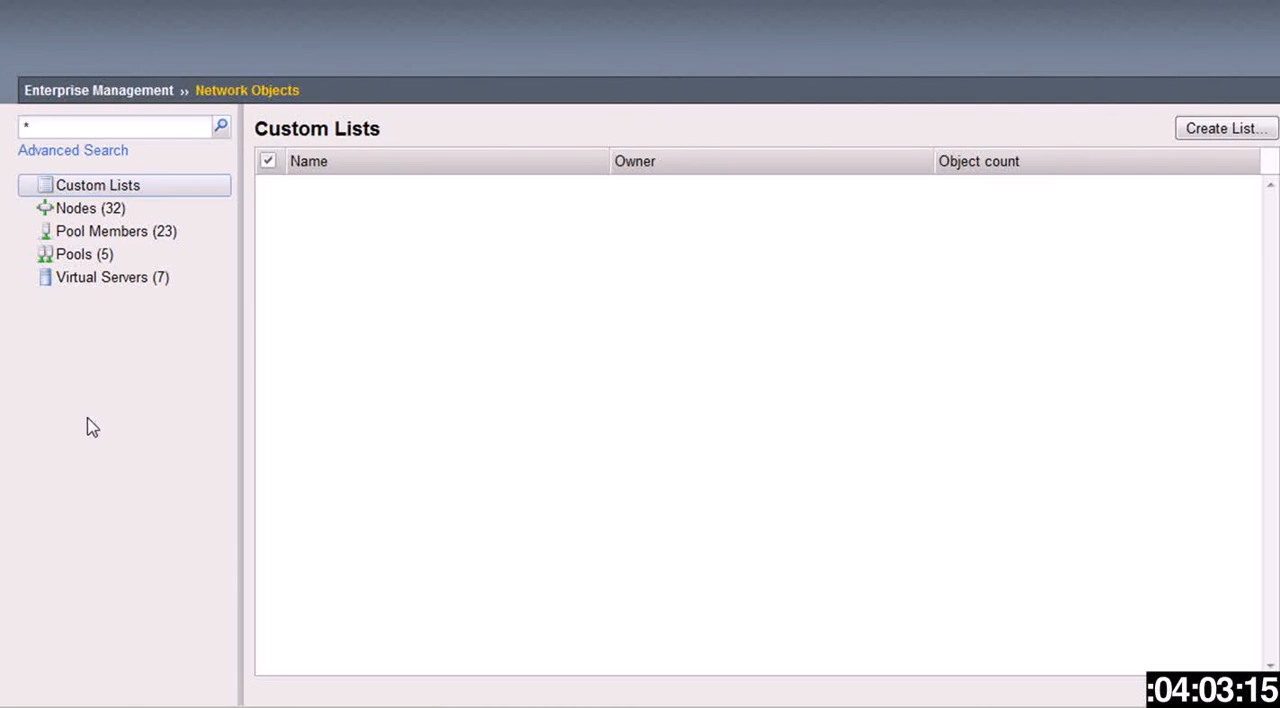 Enterprise Management ›› Network Objects
*
Advanced Search
Custom Lists
Nodes (32)
Pool Members (23)
Pools (5)
Virtual Servers (7)
Custom Lists
Create List...
Name Owner Object count
:04:03:15